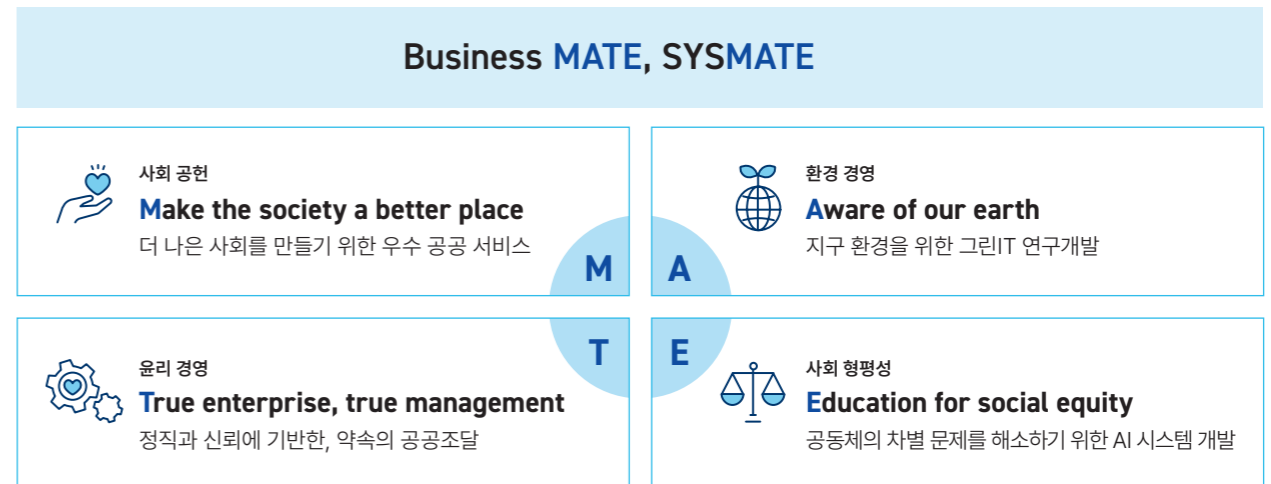 Business MATE, SYSMATE
사회 공헌
Make the society a better place
더 나은 사회를 만들기 위한 우수 공공 서비스
M
환경 경영
Aware of our earth
지구 환경을 위한 그린IT 연구개발
A
윤리 경영
True enterprise, true management
정직과 신뢰에 기반한, 약속의 공공조달
T
사회 형평성
Education for social equity
공동체의 차별 문제를 해소하기 위한 AI 시스템 개발
E